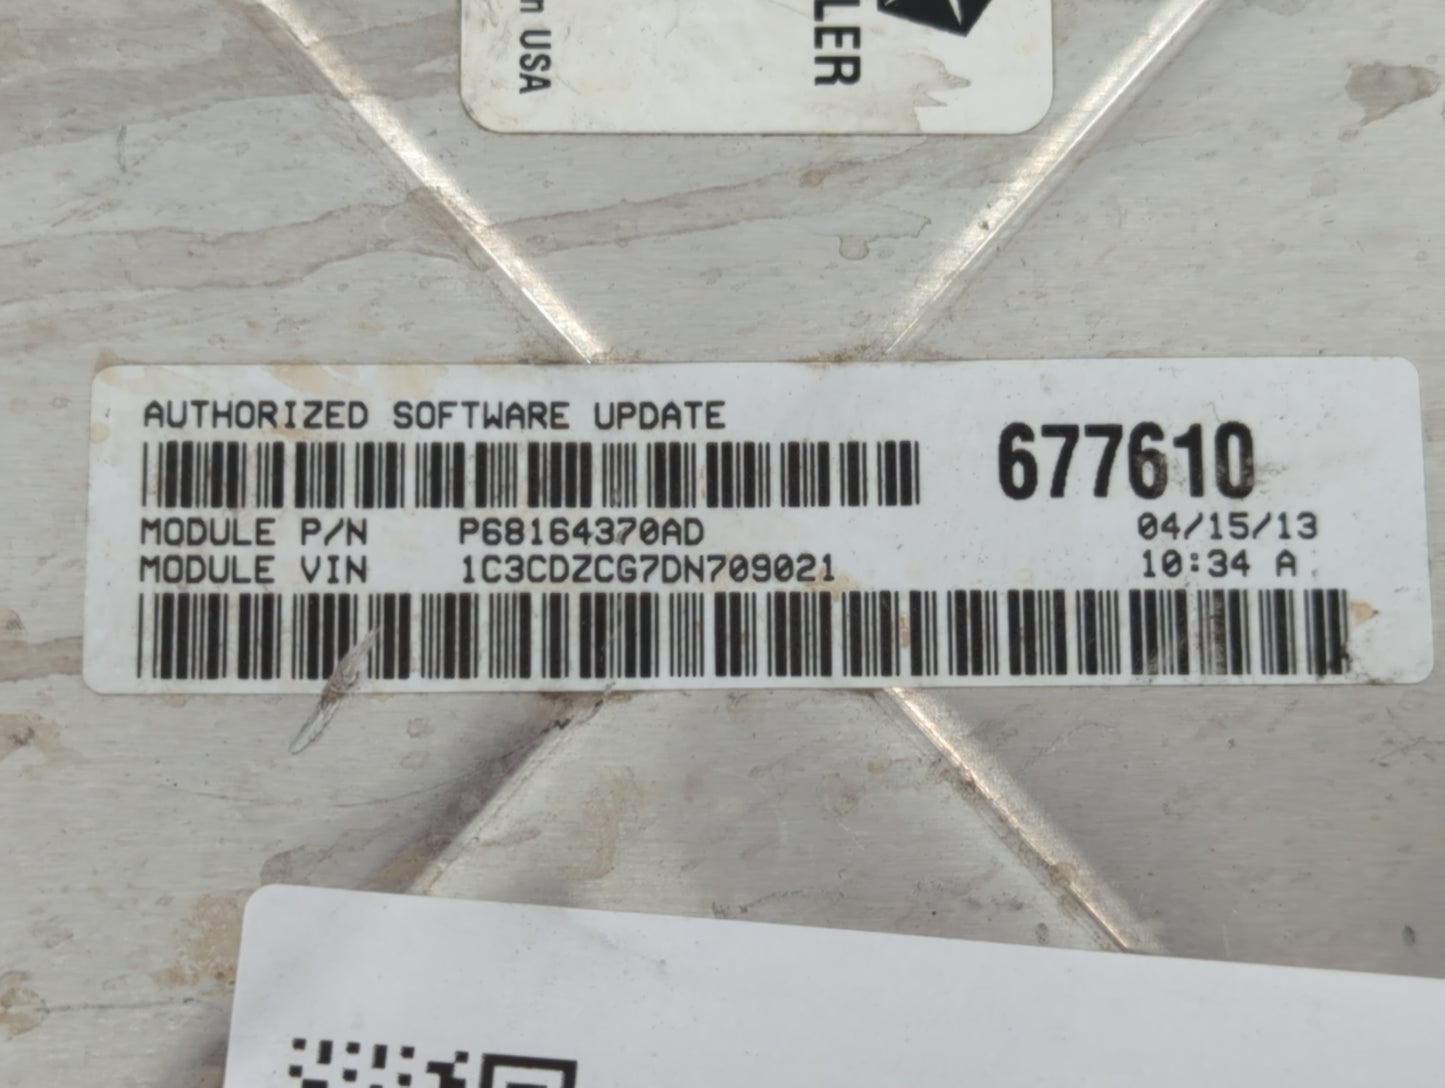 n USA
LER
AUTHORIZED SOFTWARE UPDATE
677610
MODULE P/N P68164370AD 04/15/13
MODULE VIN 1C3CDZCG7DN709021 10:34 A